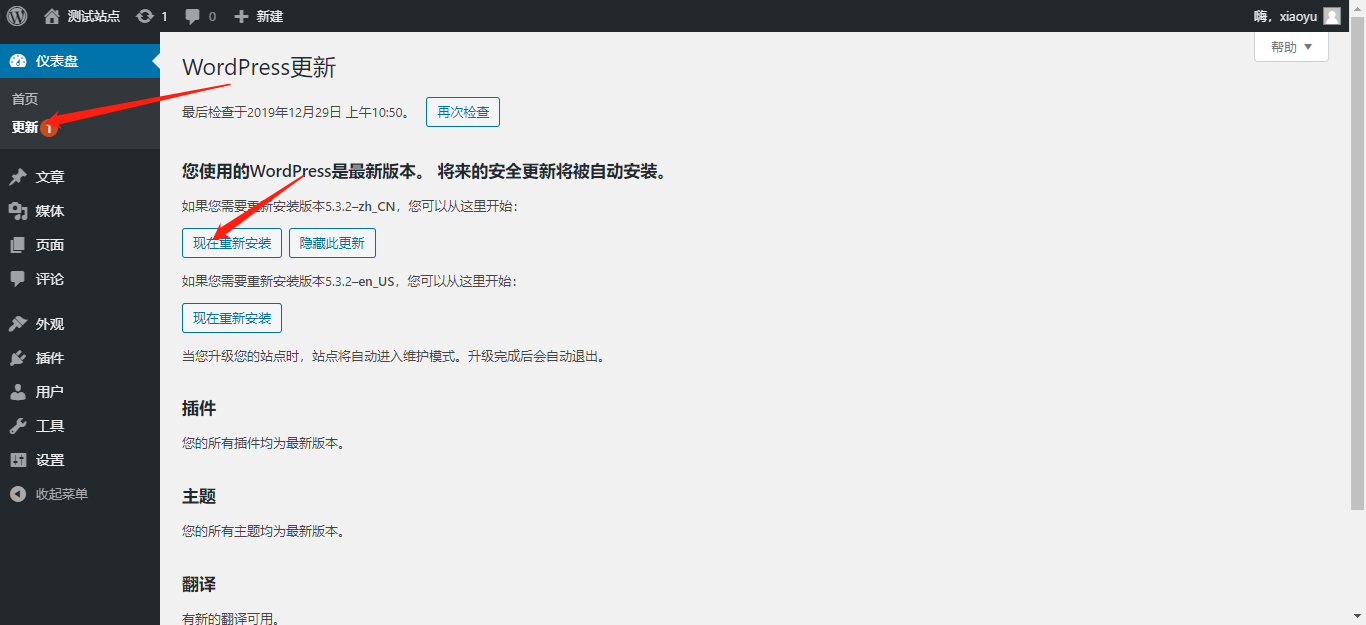 测试站点 1 0 新建 嗨，xiaoyu
仪表盘
首页
更新 1
文章
媒体
页面
评论
外观
插件
用户
工具
设置
收起菜单
帮助
WordPress更新
最后检查于2019年12月29日 上午10:50。 再次检查
您使用的WordPress是最新版本。 将来的安全更新将被自动安装。
如果您需要重新安装版本5.3.2–zh_CN，您可以从这里开始：
现在重新安装 隐藏此更新
如果您需要重新安装版本5.3.2–en_US，您可以从这里开始：
现在重新安装
当您升级您的站点时，站点将自动进入维护模式。升级完成后会自动退出。
插件
您的所有插件均为最新版本。
主题
您的所有主题均为最新版本。
翻译
有新的翻译可用。